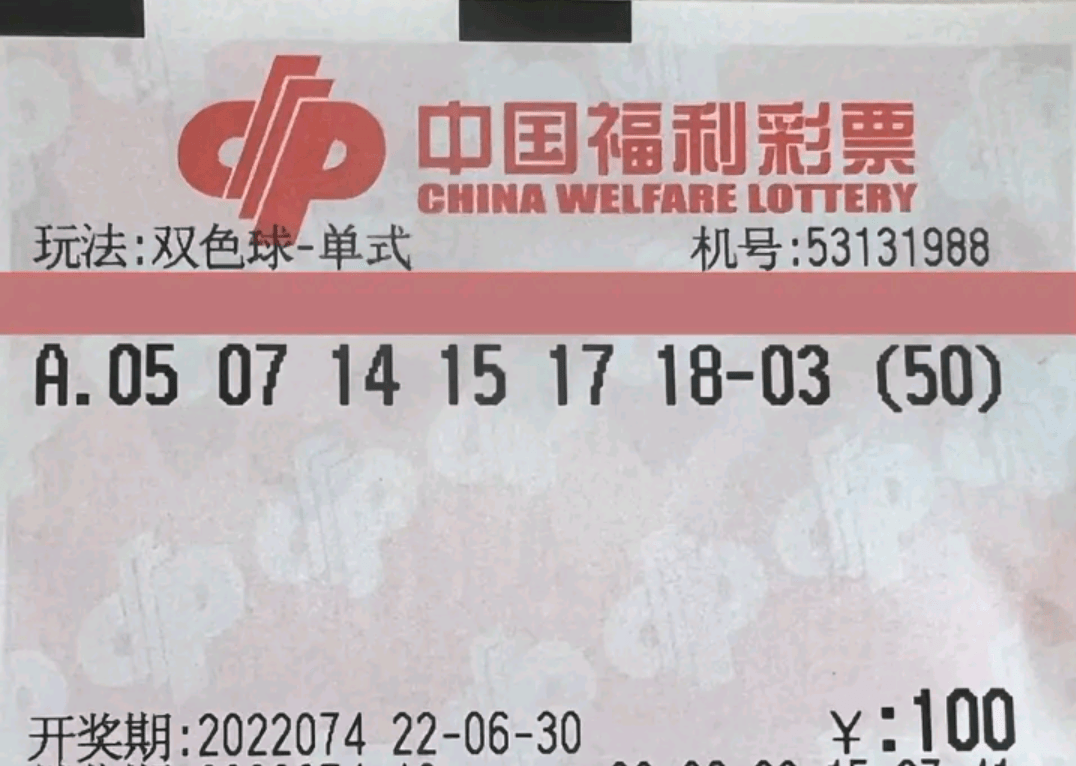 中国福利彩票
CHINA WELFARE LOTTERY
玩法:双色球-单式 机号:53131988
A.05 07 14 15 17 18-03 (50)
开奖期:2022074 22-06-30 ￥:100